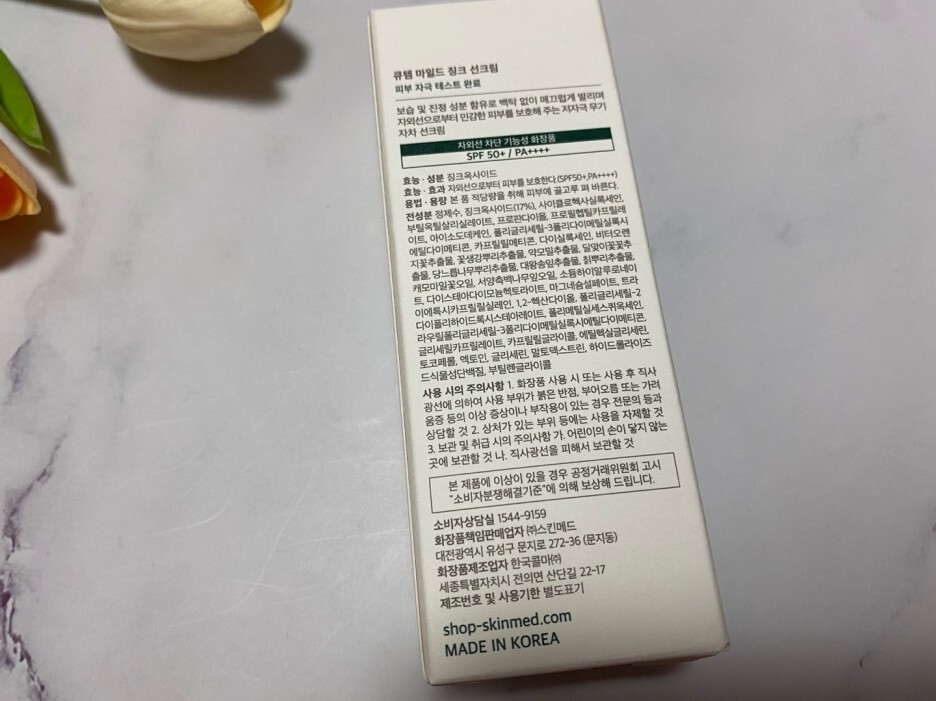 큐템 마일드 징크 선크림
피부 자극 테스트 완료
보습 및 진정 성분 함유로 백탁 없이 매끄럽게 발리며
자외선으로부터 민감한 피부를 보호해 주는 저자극 무기
자차 선크림
자외선 차단 기능성 화장품
SPF 50+ / PA++++
효능·성분 징크옥사이드
효능·효과 자외선으로부터 피부를 보호한다.(SPF50+,PA++++)
용법·용량 본 품 적당량을 취해 피부에 골고루 펴 바른다.
전성분 정제수, 징크옥사이드(17%), 사이클로헥사실록세인,
부틸옥틸살리실레이트, 프로판다이올, 프로필헵틸카프릴레
이트, 아이소도데케인, 폴리글리세릴-3폴리다이메틸실록시
에틸다이메티콘, 카프릴릴메티콘, 다이실록세인, 비터오렌
지꽃추출물, 꽃생강뿌리추출물, 약모밀추출물, 달맞이꽃꽃추
출물, 당느릅나무뿌리추출물, 대왕송잎추출물, 칡뿌리추출물,
캐모마일꽃오일, 서양측백나무잎오일, 소듐하이알루로네이
트, 다이스테아다이모늄헥토라이트, 마그네슘설페이트, 트라
이에톡시카프릴릴실레인, 1,2-헥산다이올, 폴리글리세릴-2
다이폴리하이드록시스테아레이트, 폴리메틸실세스퀴옥세인,
라우릴폴리글리세릴-3폴리다이메틸실록시에틸다이메티콘,
글리세릴카프릴레이트, 카프릴릴글라이콜, 에틸헥실글리세린,
토코페롤, 엑토인, 글리세린, 말토덱스트린, 하이드롤라이즈
드식물성단백질, 부틸렌글라이콜
사용 시의 주의사항 1. 화장품 사용 시 또는 사용 후 직사
광선에 의하여 사용 부위가 붉은 반점, 부어오름 또는 가려
움증 등의 이상 증상이나 부작용이 있는 경우 전문의 등과
상담할 것 2. 상처가 있는 부위 등에는 사용을 자제할 것
3. 보관 및 취급 시의 주의사항 가. 어린이의 손이 닿지 않는
곳에 보관할 것 나. 직사광선을 피해서 보관할 것
본 제품에 이상이 있을 경우 공정거래위원회 고시
"소비자분쟁해결기준"에 의해 보상해 드립니다.
소비자상담실 1544-9159
화장품책임판매업자 ㈜스킨메드
대전광역시 유성구 문지로 272-36 (문지동)
화장품제조업자 한국콜마㈜
세종특별자치시 전의면 산단길 22-17
제조번호 및 사용기한 별도표기
shop-skinmed.com
MADE IN KOREA